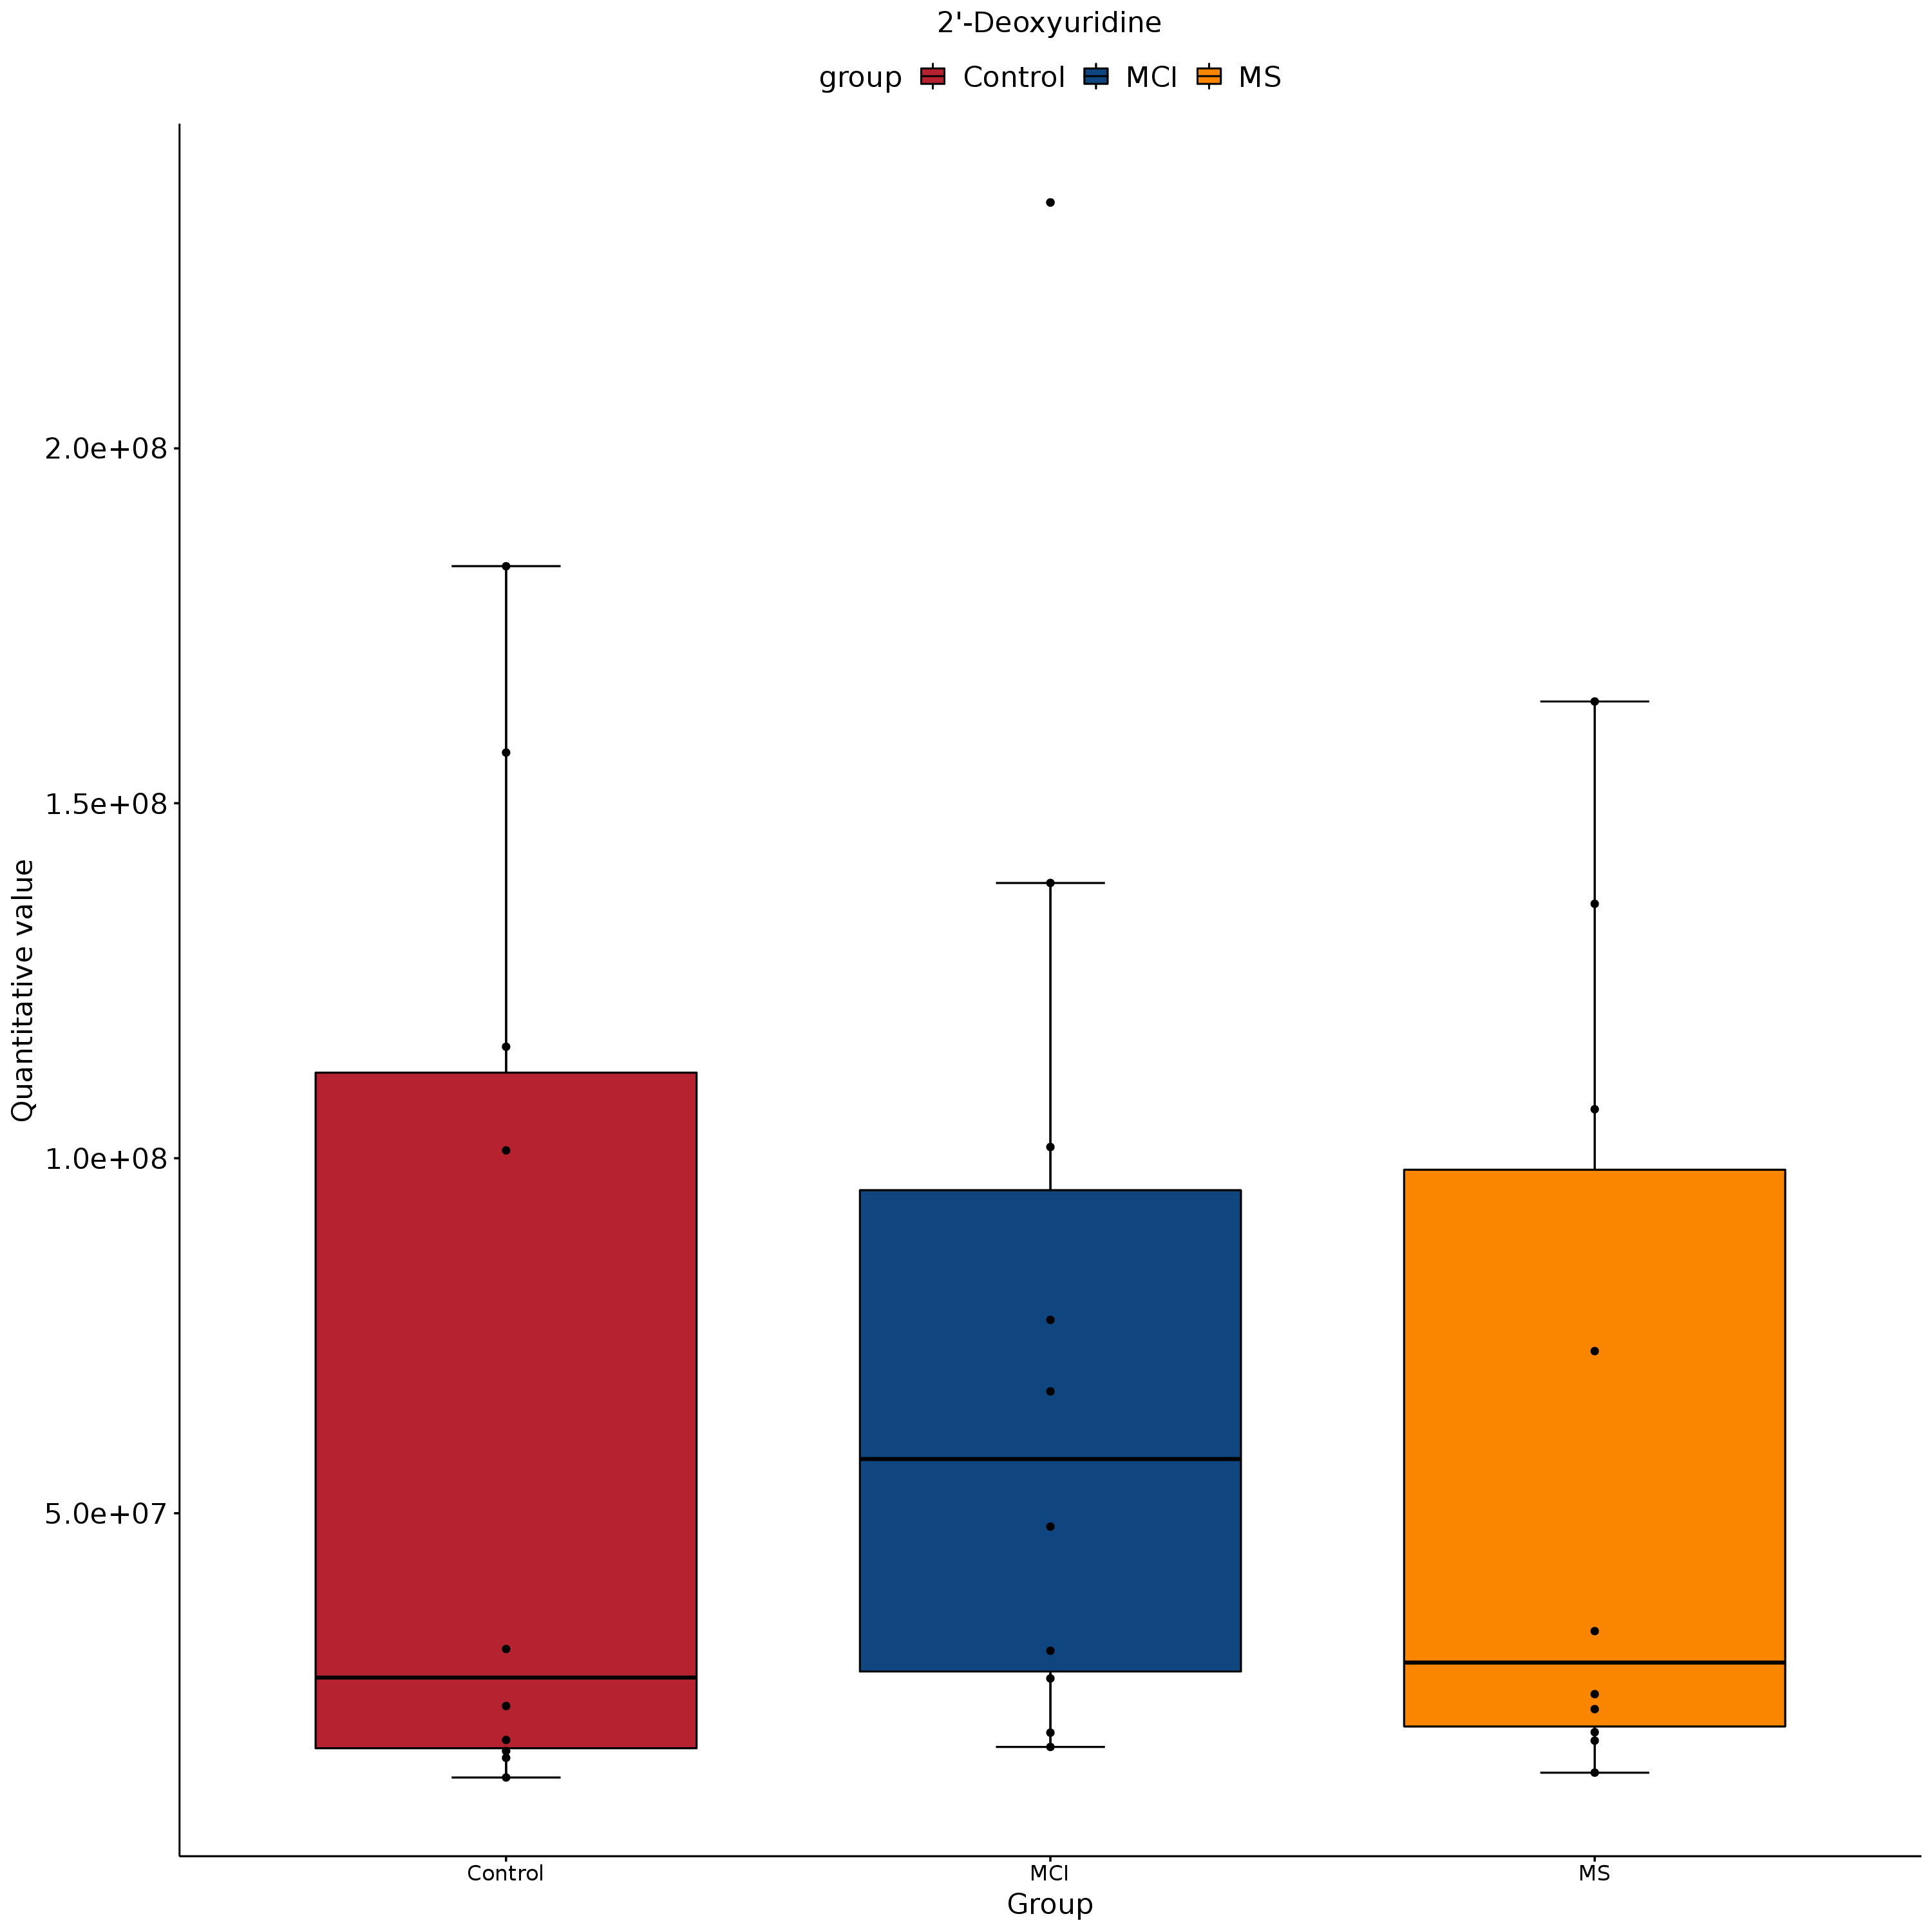 2'-Deoxyuridine
group Control MCI MS
Quantitative value
2.0e+08
1.5e+08
1.0e+08
5.0e+07
Control MCI MS
Group